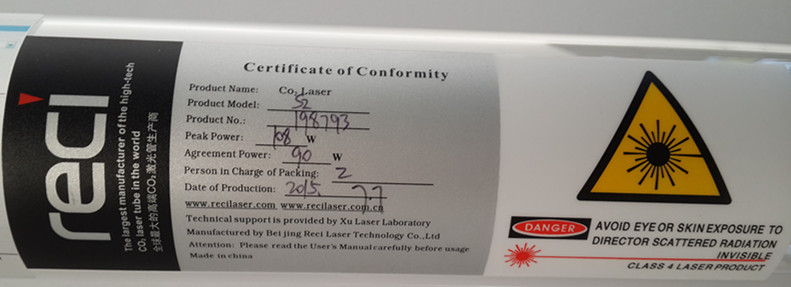 reci
The largest manufacturer of the high-tech
CO₂ laser tube in the world
全球最大的高端CO₂激光管生产商
Certificate of Conformity
Product Name: Co₂ Laser
Product Model: S2
Product No.: 198793
Peak Power: 108 W
Agreement Power: 90 W
Person in Charge of Packing: 2
Date of Production: 2015. 7.7
www.recilaser.com www.recilaser.com.cn
Technical support is provided by Xu Laser Laboratory
Manufactured by Bei jing Reci Laser Technology Co.,Ltd
Attention: Please read the User's Manual carefully before usage
Made in china
DANGER
AVOID EYE OR SKIN EXPOSURE TO
DIRECTOR SCATTERED RADIATION
INVISIBLE
CLASS 4 LASER PRODUCT